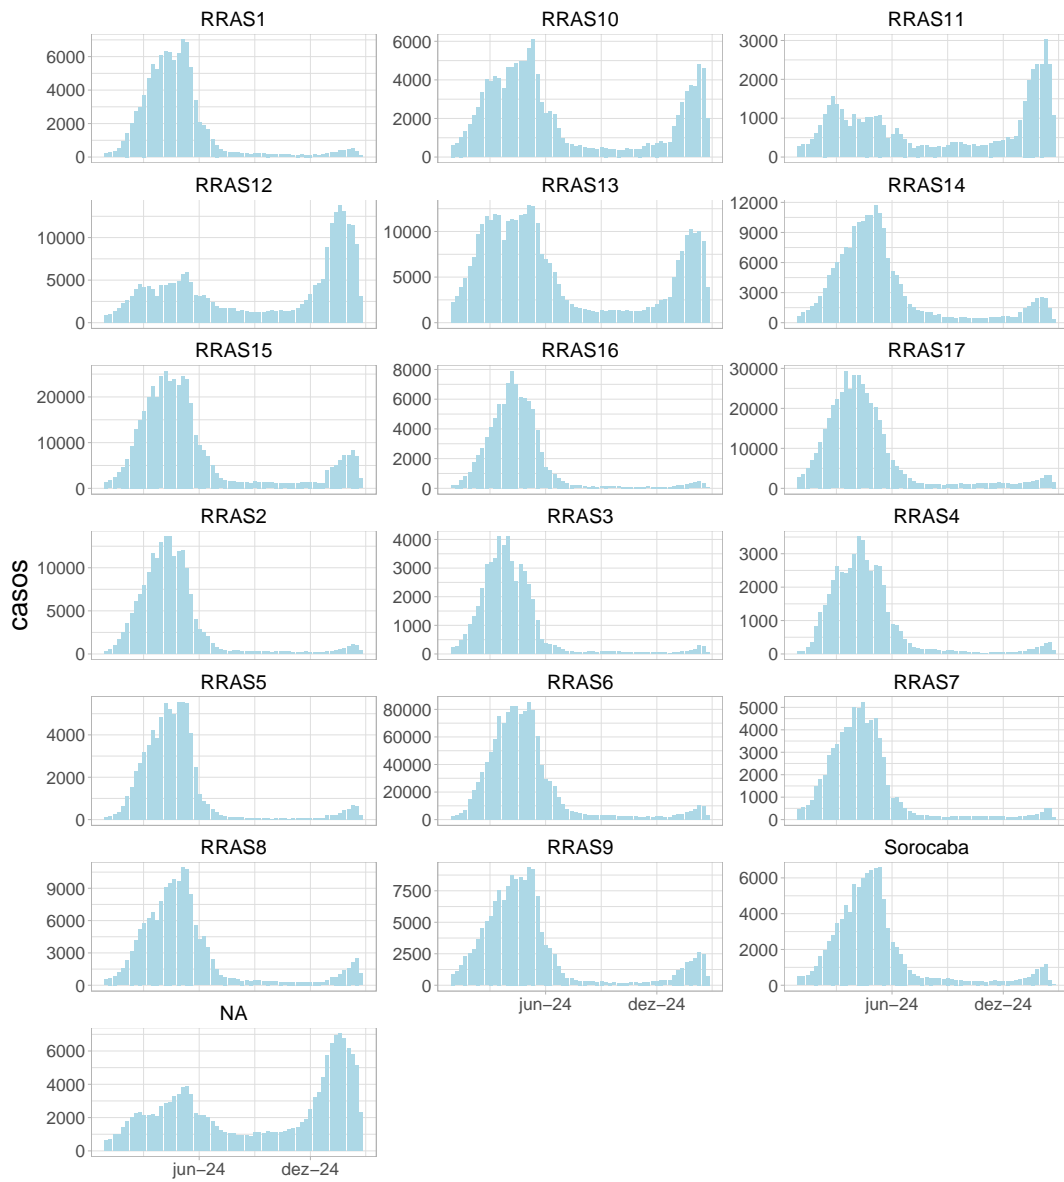 RRAS1 RRAS10 RRAS11
6000 4000 2000 0
6000 4000 2000 0
3000 2000 1000 0
RRAS12 RRAS13 RRAS14
10000 5000 0
10000 5000 0
12000 9000 6000 3000 0
RRAS15 RRAS16 RRAS17
20000 10000 0
8000 6000 4000 2000 0
30000 20000 10000 0
casos
RRAS2 RRAS3 RRAS4
10000 5000 0
4000 3000 2000 1000 0
3000 2000 1000 0
RRAS5 RRAS6 RRAS7
4000 2000 0
80000 60000 40000 20000 0
5000 4000 3000 2000 1000 0
RRAS8 RRAS9 Sorocaba
9000 6000 3000 0
7500 5000 2500 0
6000 4000 2000 0
jun−24 dez−24 jun−24 dez−24
NA
6000 4000 2000 0
jun−24 dez−24